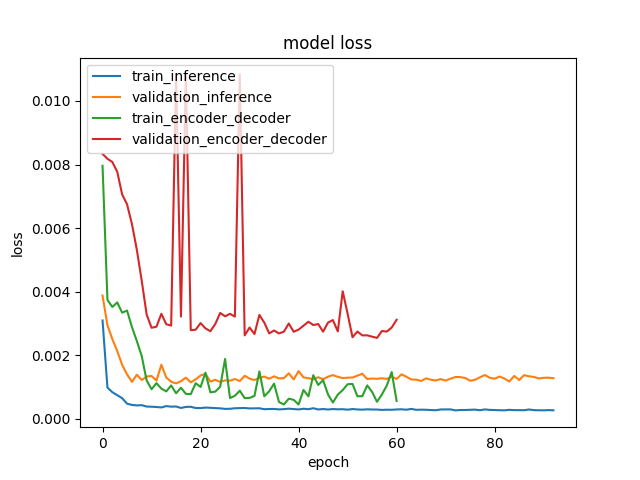 model loss
train_inference
validation_inference
train_encoder_decoder
validation_encoder_decoder
loss
0.010
0.008
0.006
0.004
0.002
0.000
0
20
40
60
80
epoch